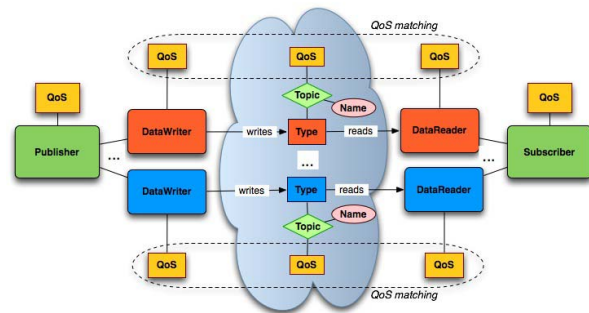 QoS matching
QoS
QoS
QoS
QoS
QoS
Topic
Name
DataWriter
writes
Type
reads
DataReader
Publisher
...
...
...
Subscriber
DataWriter
writes
Type
reads
DataReader
Name
Topic
QoS
QoS
QoS
QoS matching